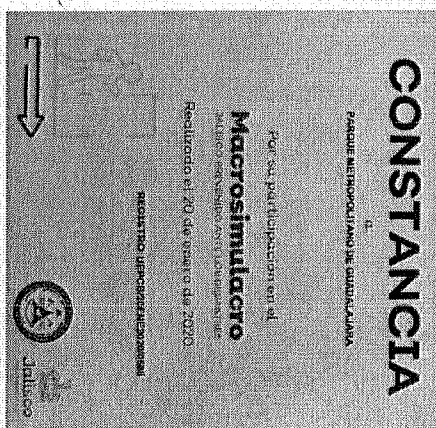 CONSTANCIA
PARQUE METROPOLITANO DE GUADALAJARA
Por su participación en el
Macrosimulacro
Realizado el 20 de enero de 2020
REGISTRO
Jalisco